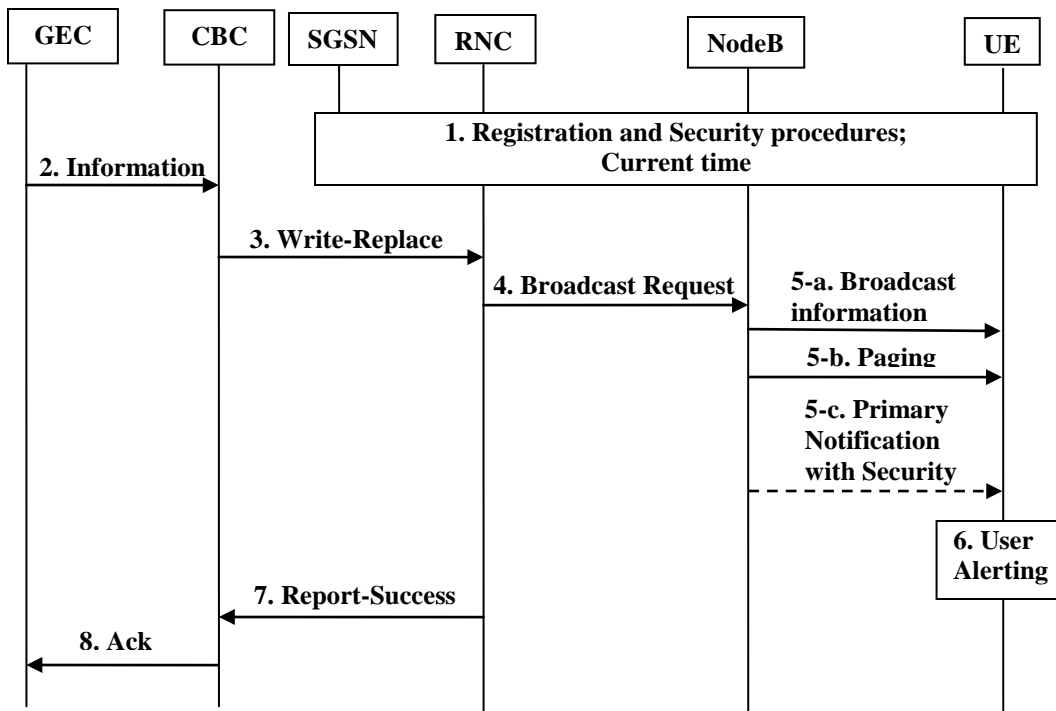 GEC
CBC
SGSN
RNC
NodeB
UE
1. Registration and Security procedures;
Current time
2. Information
3. Write-Replace
4. Broadcast Request
5-a. Broadcast
information
5-b. Paging
5-c. Primary
Notification
with Security
6. User
Alerting
7. Report-Success
8. Ack